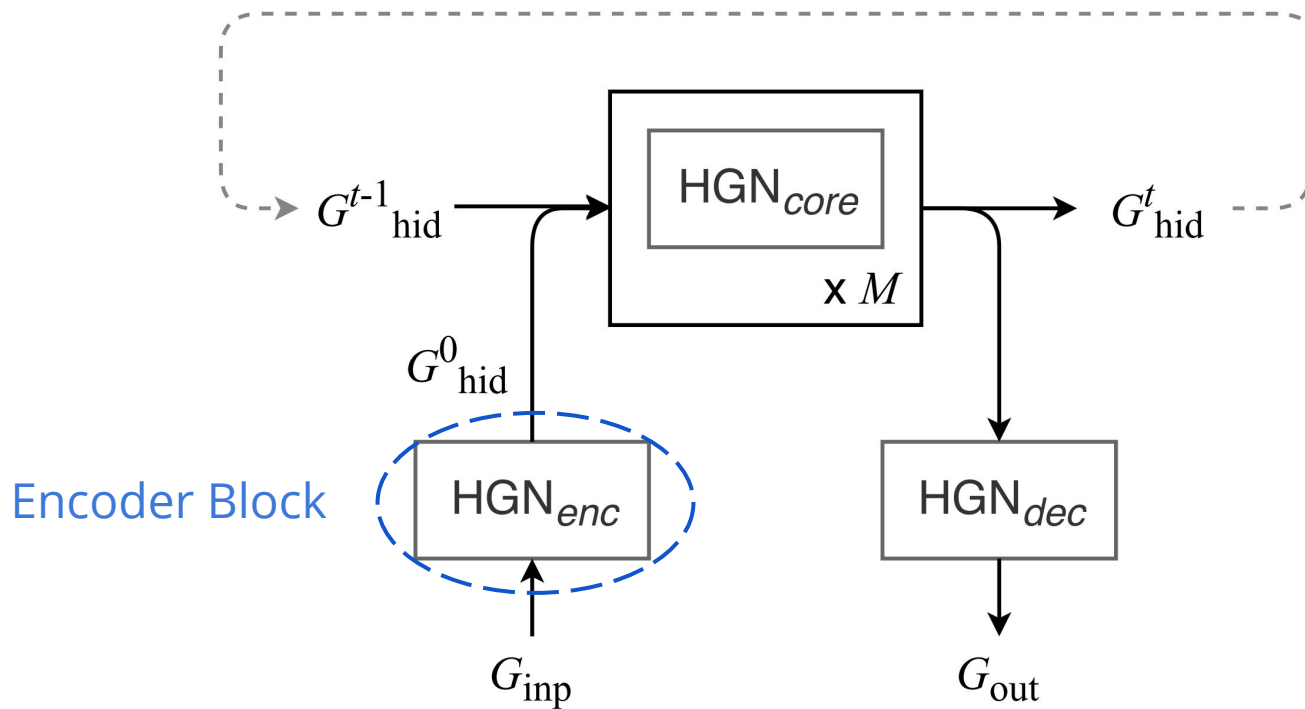 G^{t-1}_{hid}
HGN_{core}
x M
G^{t}_{hid}
G^{0}_{hid}
Encoder Block
HGN_{enc}
HGN_{dec}
G_{inp}
G_{out}